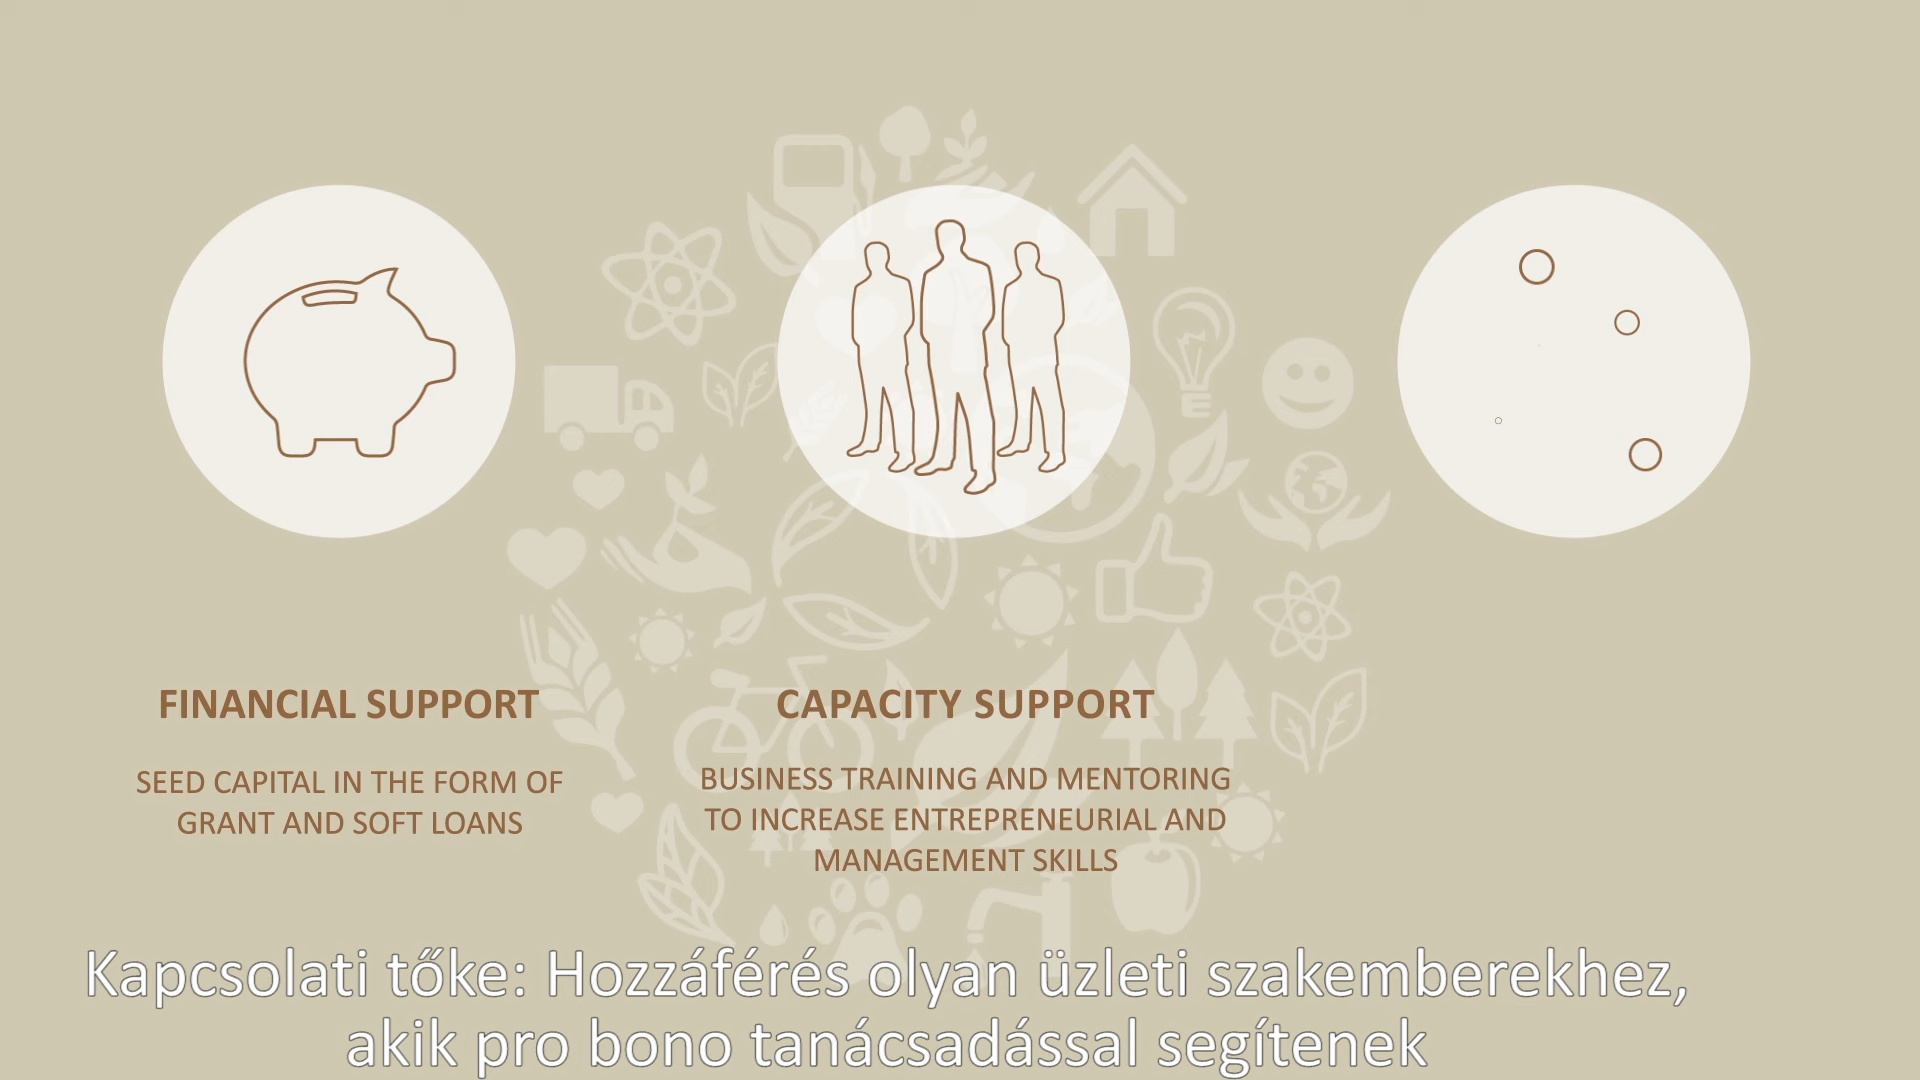 FINANCIAL SUPPORT
SEED CAPITAL IN THE FORM OF
GRANT AND SOFT LOANS
CAPACITY SUPPORT
BUSINESS TRAINING AND MENTORING
TO INCREASE ENTREPRENEURIAL AND
MANAGEMENT SKILLS
Kapcsolati tőke: Hozzáférés olyan üzleti szakemberekhez,
akik pro bono tanácsadással segítenek